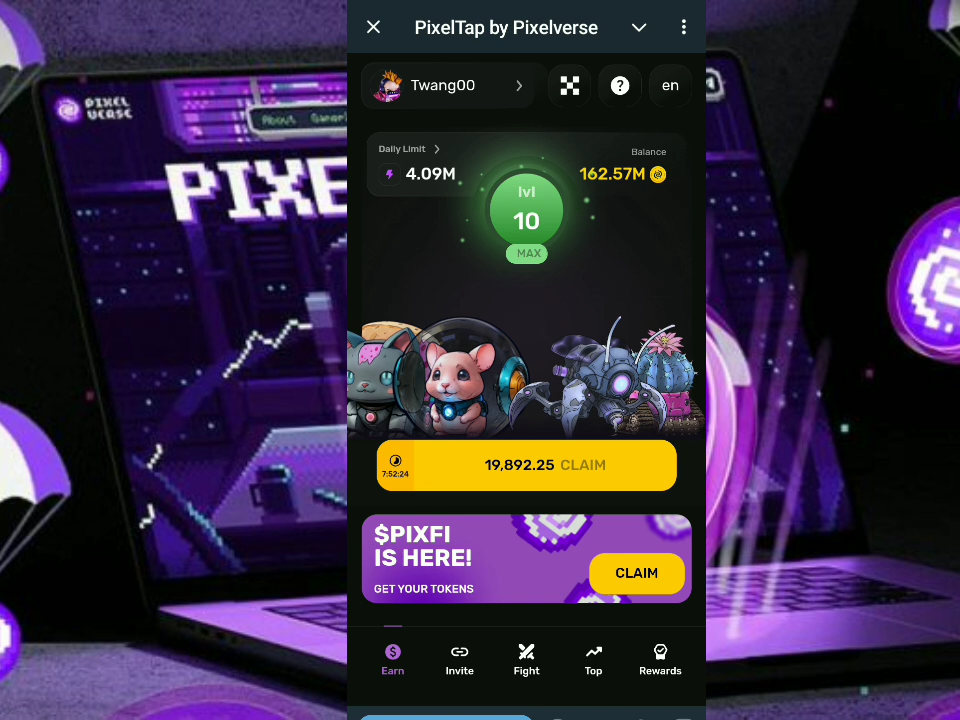 PixelTap by Pixelverse
Twang00
en
Daily Limit
4.09M
Balance
162.57M
lvl
10
MAX
7:52:24
19,892.25 CLAIM
$PIXFI
IS HERE!
GET YOUR TOKENS
CLAIM
Earn
Invite
Fight
Top
Rewards
PIXEL
VERSE
About
PIXE